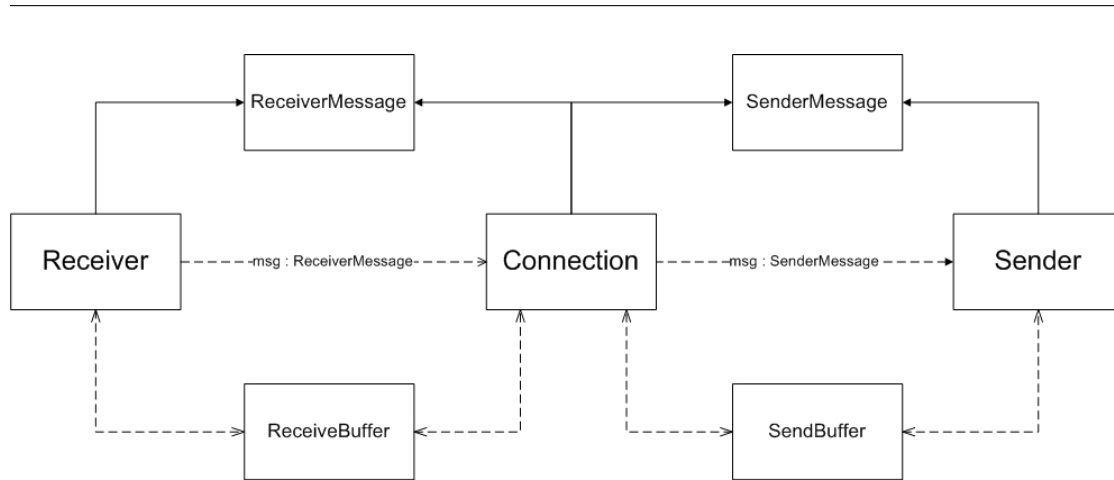 ReceiverMessage
SenderMessage
Receiver
msg : ReceiverMessage
Connection
msg : SenderMessage
Sender
ReceiveBuffer
SendBuffer